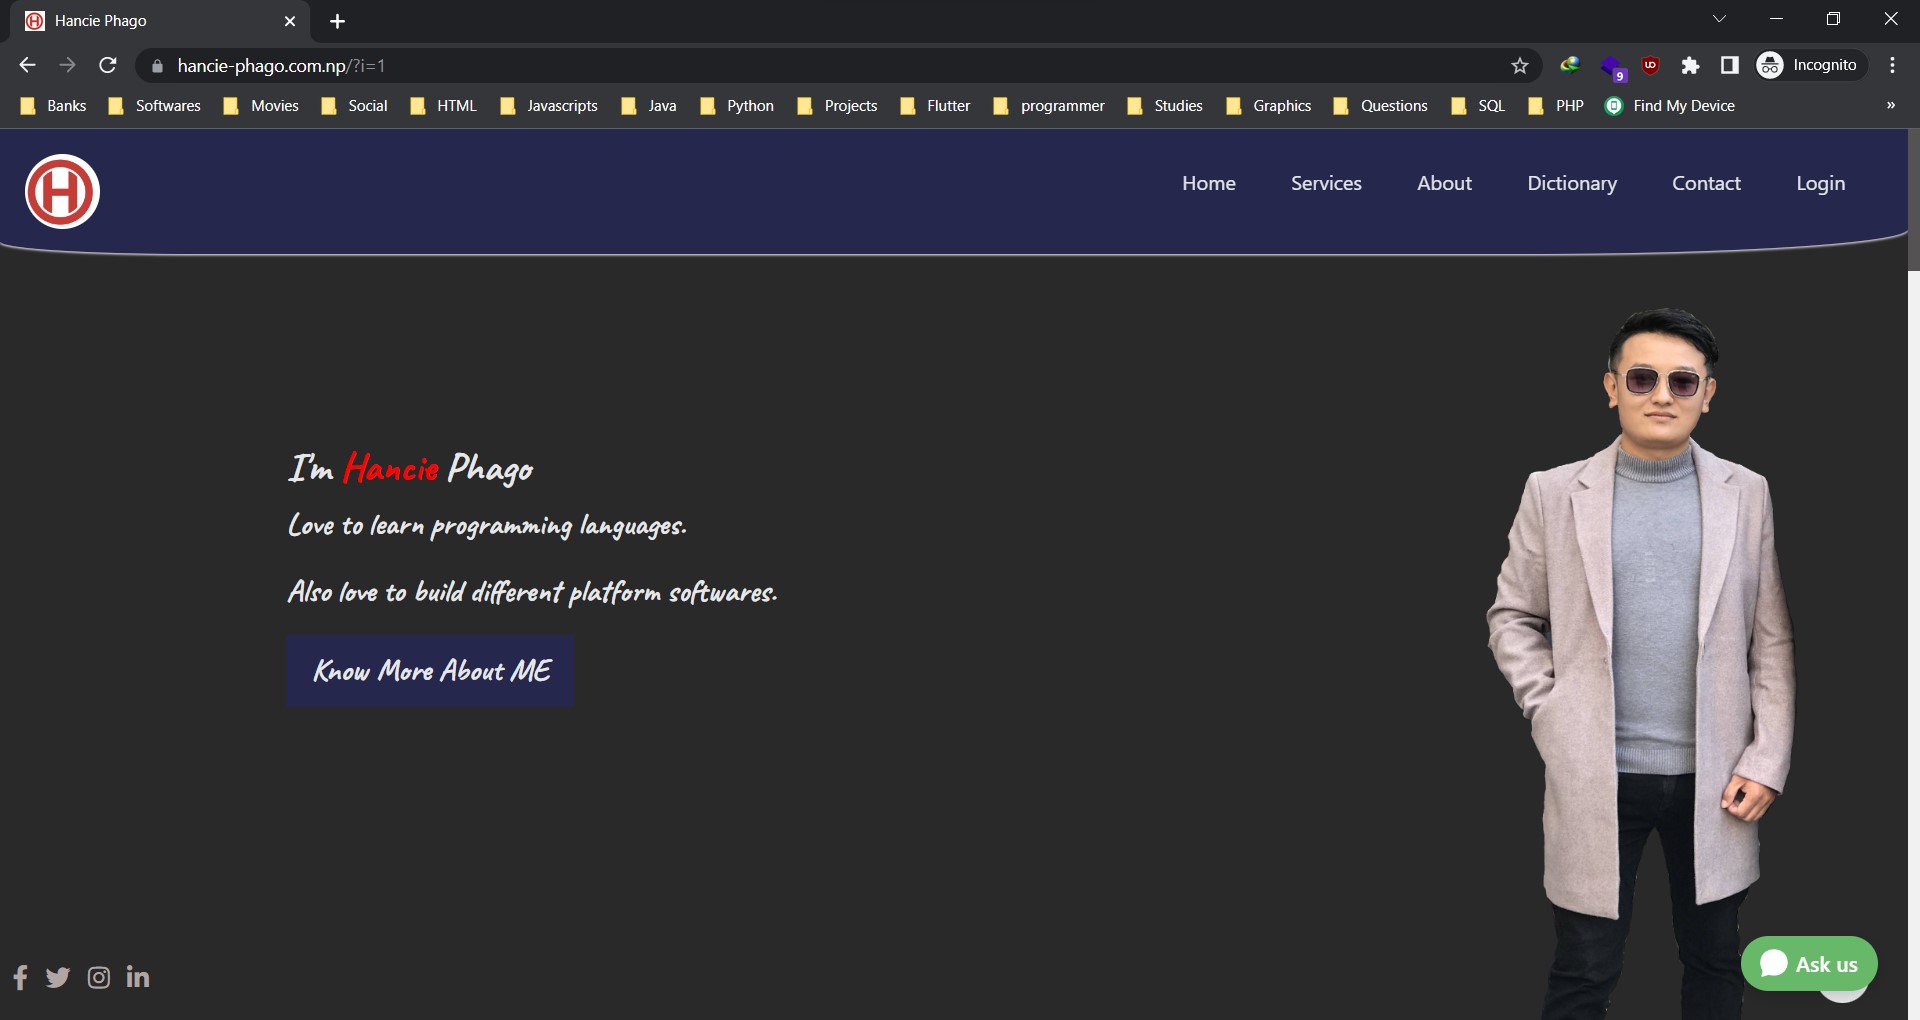 Hancie Phago
hancie-phago.com.np/?i=1
9
Incognito
Banks Softwares Movies Social HTML Javascripts Java Python Projects Flutter programmer Studies Graphics Questions SQL PHP Find My Device »
H
Home Services About Dictionary Contact Login
I'm Hancie Phago
Love to learn programming languages.
Also love to build different platform softwares.
Know More About ME
Ask us